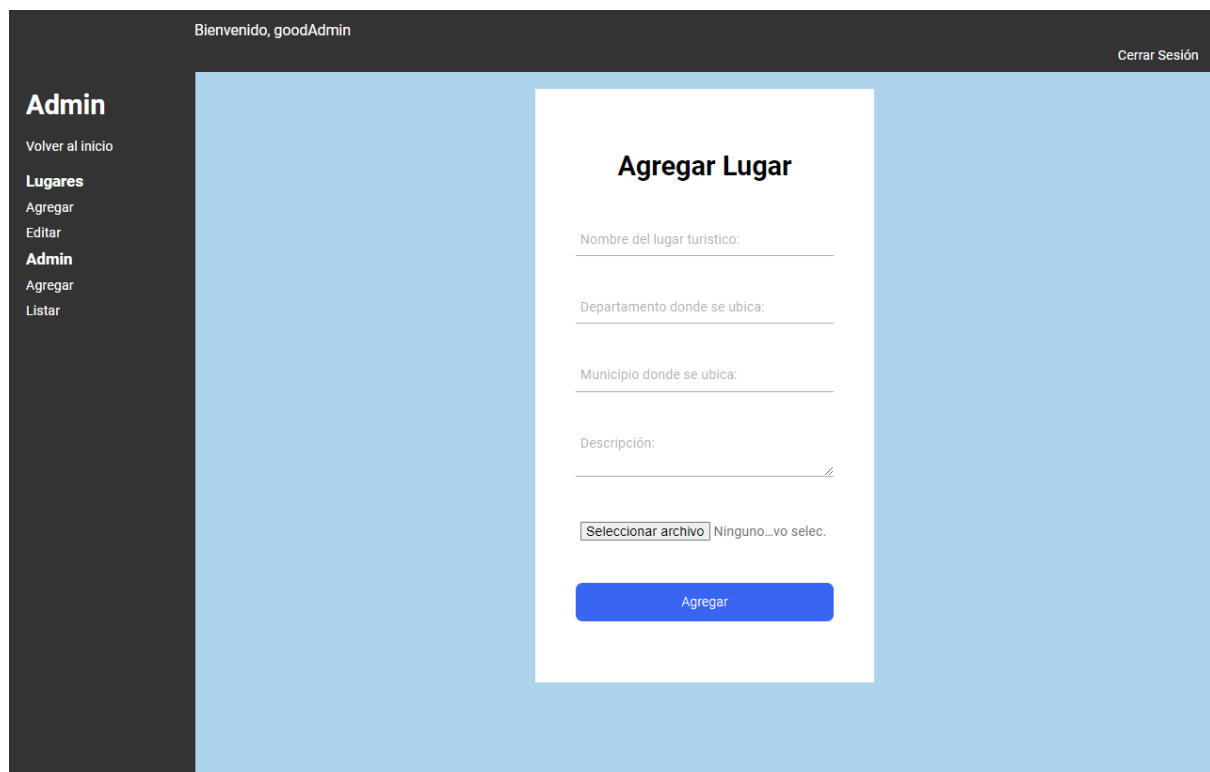 Bienvenido, goodAdmin
Cerrar Sesión
Admin
Volver al inicio
Lugares
Agregar
Editar
Admin
Agregar
Listar
Agregar Lugar
Nombre del lugar turistico:
Departamento donde se ubica:
Municipio donde se ubica:
Descripción:
Seleccionar archivo Ninguno...vo selec.
Agregar